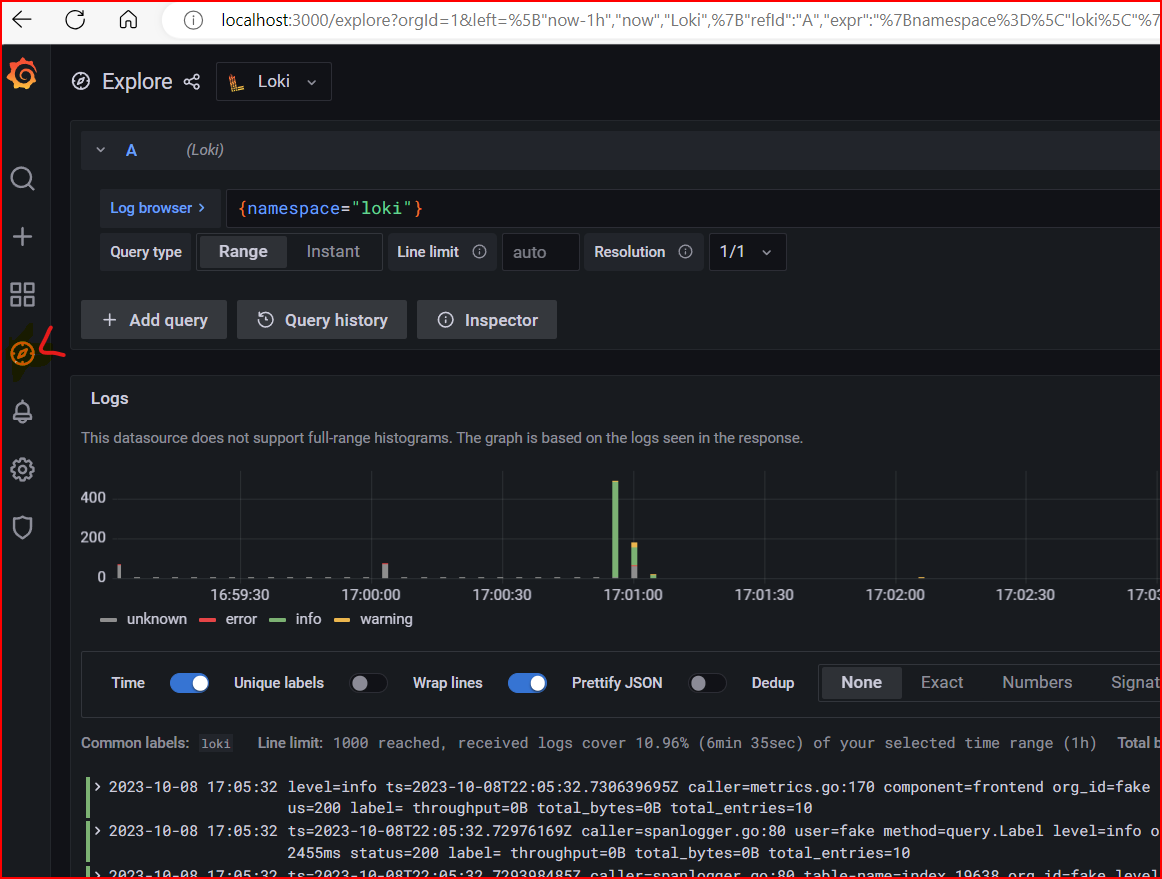 localhost:3000/explore?orgId=1&left=%5B"now-1h","now","Loki",%7B"refId":"A","expr":"%7Bnamespace%3D%5C"loki%5C"%7
Explore Loki
A (Loki)
Log browser > {namespace="loki"}
Query type Range Instant Line limit auto Resolution 1/1
+ Add query Query history Inspector
Logs
This datasource does not support full-range histograms. The graph is based on the logs seen in the response.
400
200
0
16:59:30 17:00:00 17:00:30 17:01:00 17:01:30 17:02:00 17:02:30 17:03
unknown error info warning
Time Unique labels Wrap lines Prettify JSON Dedup None Exact Numbers Signat
Common labels: loki Line limit: 1000 reached, received logs cover 10.96% (6min 35sec) of your selected time range (1h) Total b
> 2023-10-08 17:05:32 level=info ts=2023-10-08T22:05:32.730639695Z caller=metrics.go:170 component=frontend org_id=fake
us=200 label= throughput=0B total_bytes=0B total_entries=10
> 2023-10-08 17:05:32 ts=2023-10-08T22:05:32.72976169Z caller=spanlogger.go:80 user=fake method=query.Label level=info o
2455ms status=200 label= throughput=0B total_bytes=0B total_entries=10
> 2023-10-08 17:05:32 ts=2023-10-08T22:05:32.729398485Z caller=spanlogger.go:80 table-name=index_19638 org_id=fake level